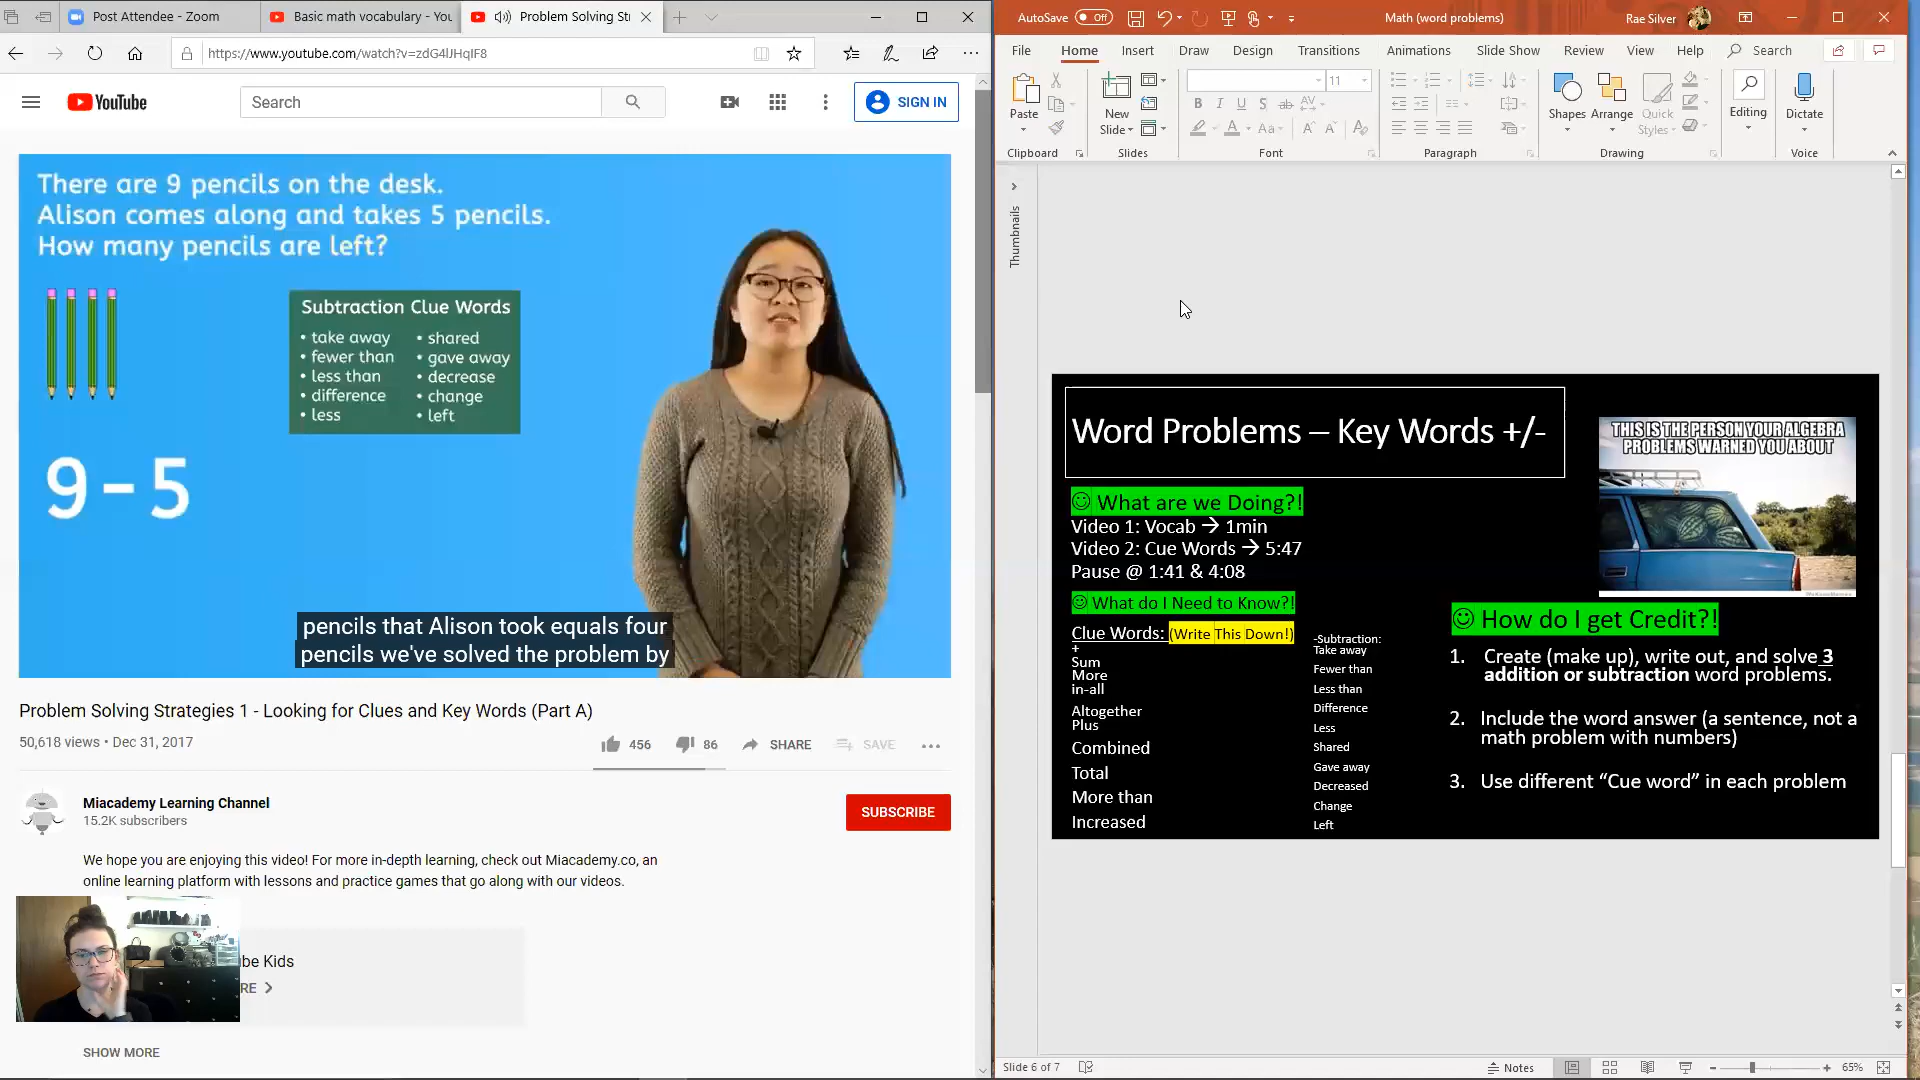 Post Attendee - Zoom
Basic math vocabulary - You
Problem Solving Str
https://www.youtube.com/watch?v=zdG4lJHqIF8
YouTube
Search
SIGN IN
There are 9 pencils on the desk.
Alison comes along and takes 5 pencils.
How many pencils are left?
Subtraction Clue Words
• take away
• fewer than
• less than
• difference
• less
• shared
• gave away
• decrease
• change
• left
9 - 5
pencils that Alison took equals four
pencils we've solved the problem by
Problem Solving Strategies 1 - Looking for Clues and Key Words (Part A)
50,618 views • Dec 31, 2017
456
86
SHARE
SAVE
Miacademy Learning Channel
15.2K subscribers
SUBSCRIBE
We hope you are enjoying this video! For more in-depth learning, check out Miacademy.co, an
online learning platform with lessons and practice games that go along with our videos.
be Kids
RE
SHOW MORE
AutoSave Off
Math (word problems)
Rae Silver
File Home Insert Draw Design Transitions Animations Slide Show Review View Help Search
Paste
New
Slide
11
B I U S ab AV
A Aa A A A
Shapes Arrange Quick
Styles
Editing
Dictate
Clipboard Slides Font Paragraph Drawing Voice
Thumbnails
Word Problems – Key Words +/-
THIS IS THE PERSON YOUR ALGEBRA
PROBLEMS WARNED YOU ABOUT
☺ What are we Doing?!
Video 1: Vocab → 1min
Video 2: Cue Words → 5:47
Pause @ 1:41 & 4:08
☺ What do I Need to Know?!
Clue Words: (Write This Down!)
+
Sum
More
in-all
Altogether
Plus
Combined
Total
More than
Increased
-Subtraction:
Take away
Fewer than
Less than
Difference
Less
Shared
Gave away
Decreased
Change
Left
☺ How do I get Credit?!
1. Create (make up), write out, and solve 3
addition or subtraction word problems.
2. Include the word answer (a sentence, not a
math problem with numbers)
3. Use different “Cue word” in each problem
Slide 6 of 7
Notes
65%